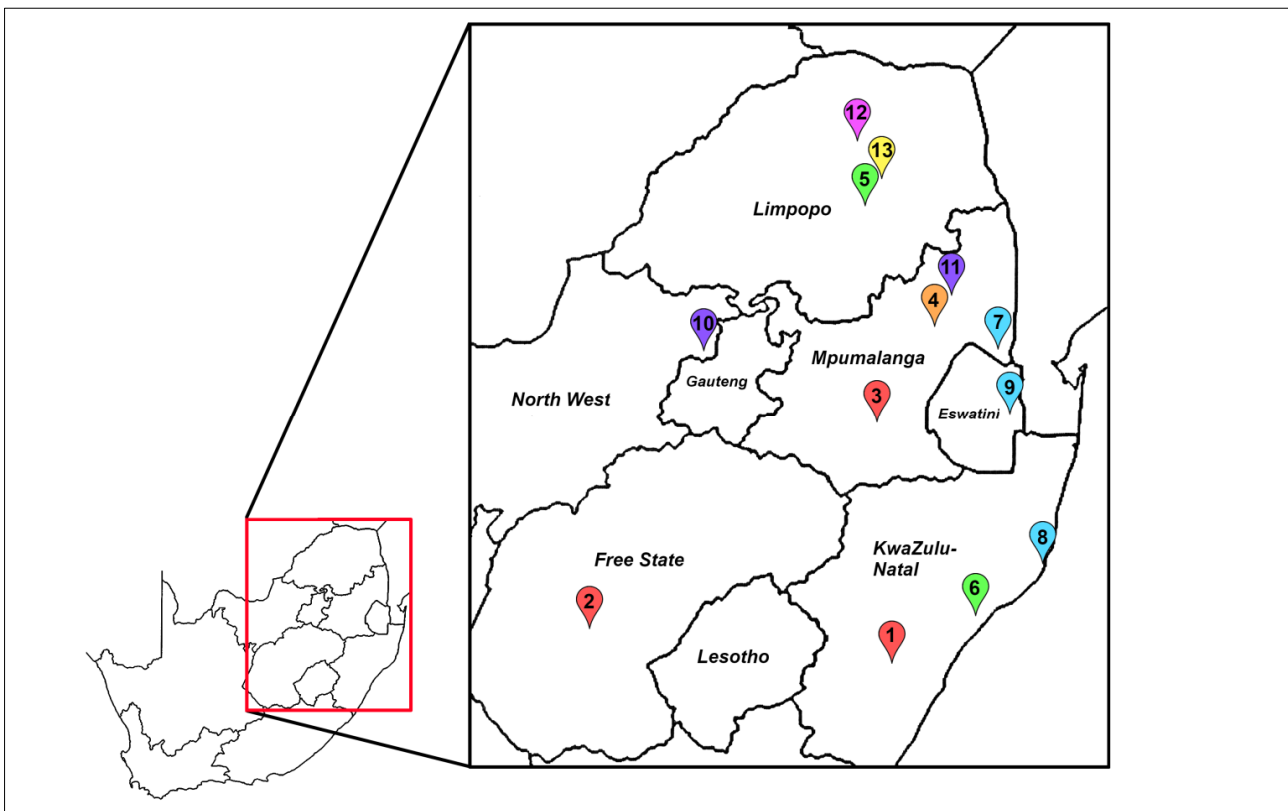 12
13
5
Limpopo
11
4
10
7
Mpumalanga
Gauteng
3
9
North West
Eswatini
8
Free State
KwaZulu-
Natal
2
6
1
Lesotho